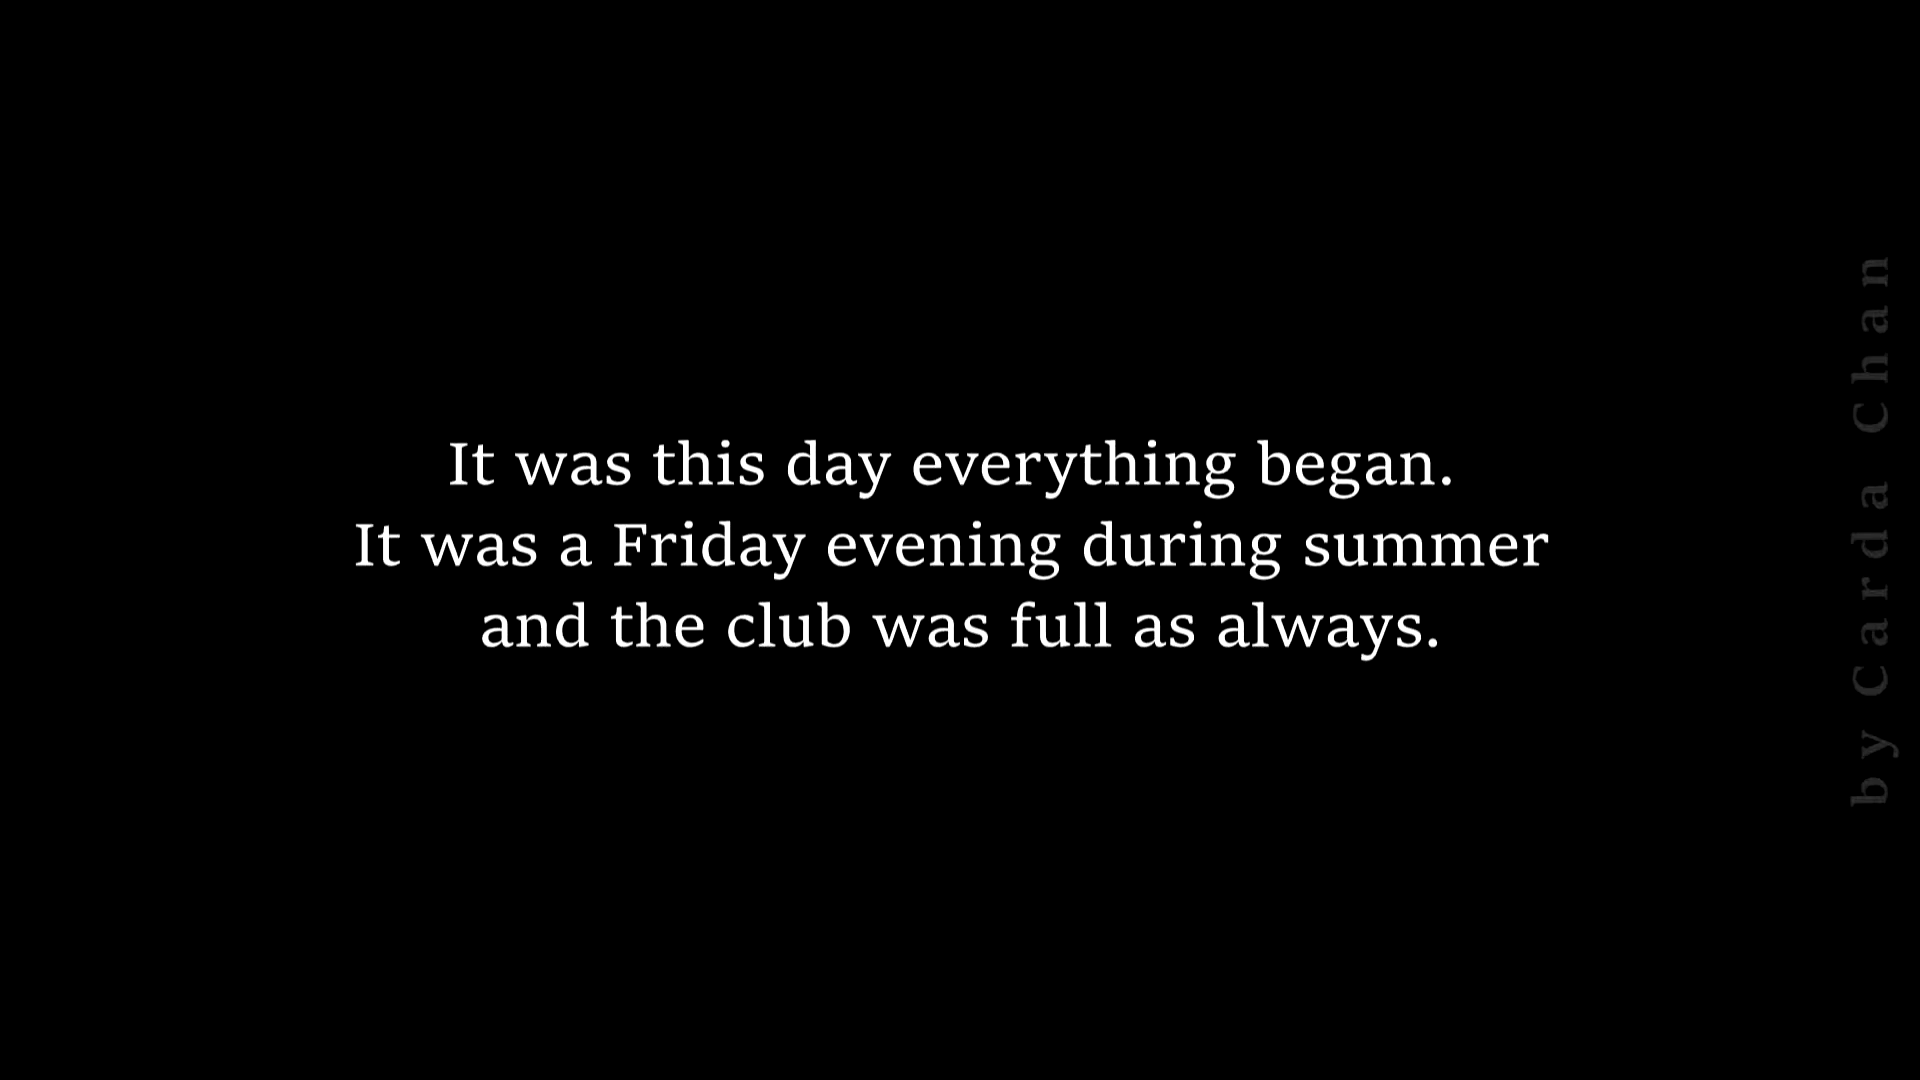 It was this day everything began.
It was a Friday evening during summer
and the club was full as always.
by Carda Chan